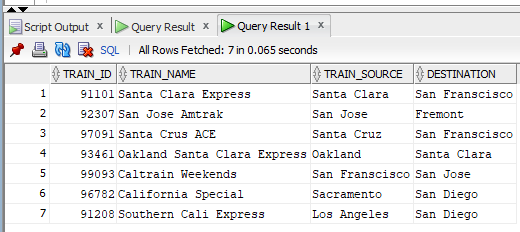 Script Output × Query Result × Query Result 1 ×
SQL | All Rows Fetched: 7 in 0.065 seconds
TRAIN_ID TRAIN_NAME TRAIN_SOURCE DESTINATION
1 91101 Santa Clara Express Santa Clara San Franscisco
2 92307 San Jose Amtrak San Jose Fremont
3 97091 Santa Crus ACE Santa Cruz San Franscisco
4 93461 Oakland Santa Clara Express Oakland Santa Clara
5 99093 Caltrain Weekends San Franscisco San Jose
6 96782 California Special Sacramento San Diego
7 91208 Southern Cali Express Los Angeles San Diego